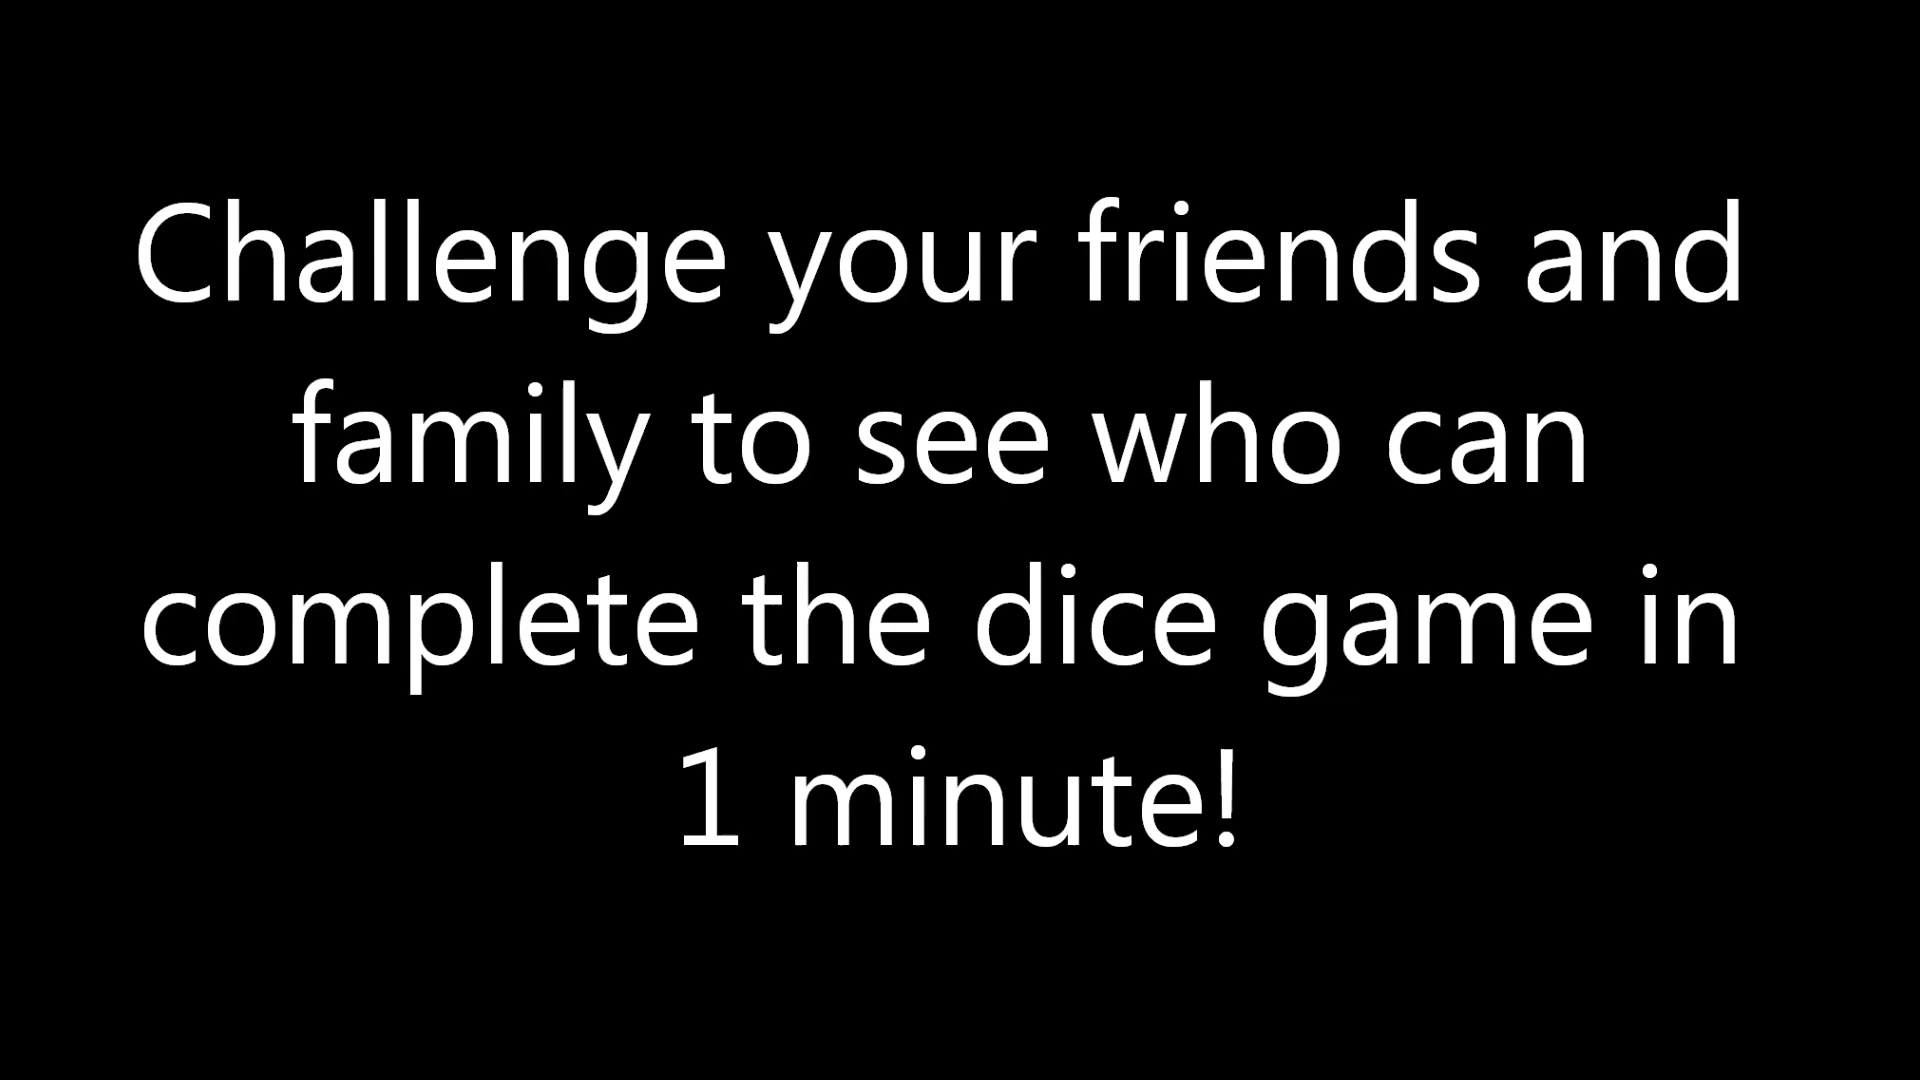 Challenge your friends and
family to see who can
complete the dice game in
1 minute!